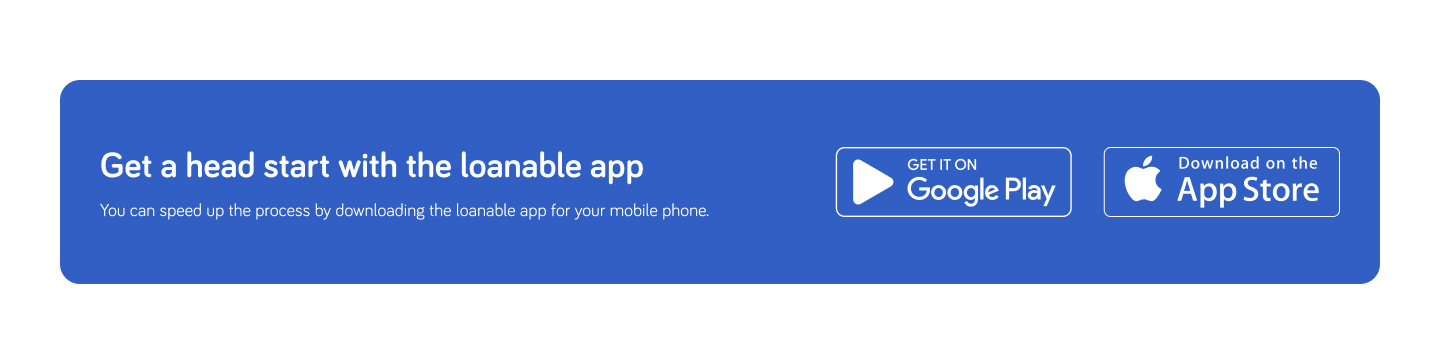 Get a head start with the loanable app
You can speed up the process by downloading the loanable app for your mobile phone.
GET IT ON
Google Play
Download on the
App Store